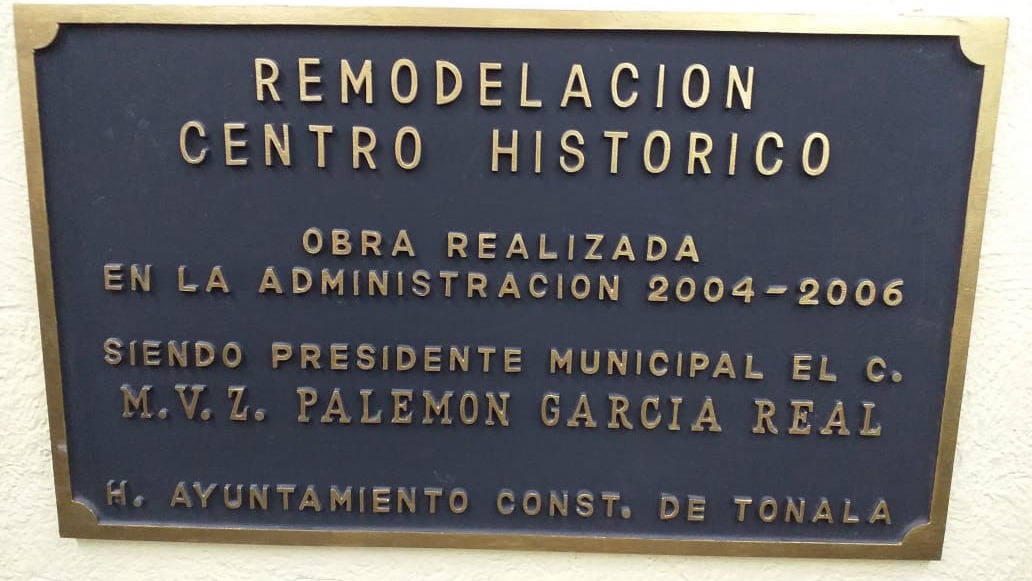 REMODELACION
CENTRO HISTORICO
OBRA REALIZADA
EN LA ADMINISTRACION 2004-2006
SIENDO PRESIDENTE MUNICIPAL EL C.
M.V.Z. PALEMON GARCIA REAL
H. AYUNTAMIENTO CONST. DE TONALA